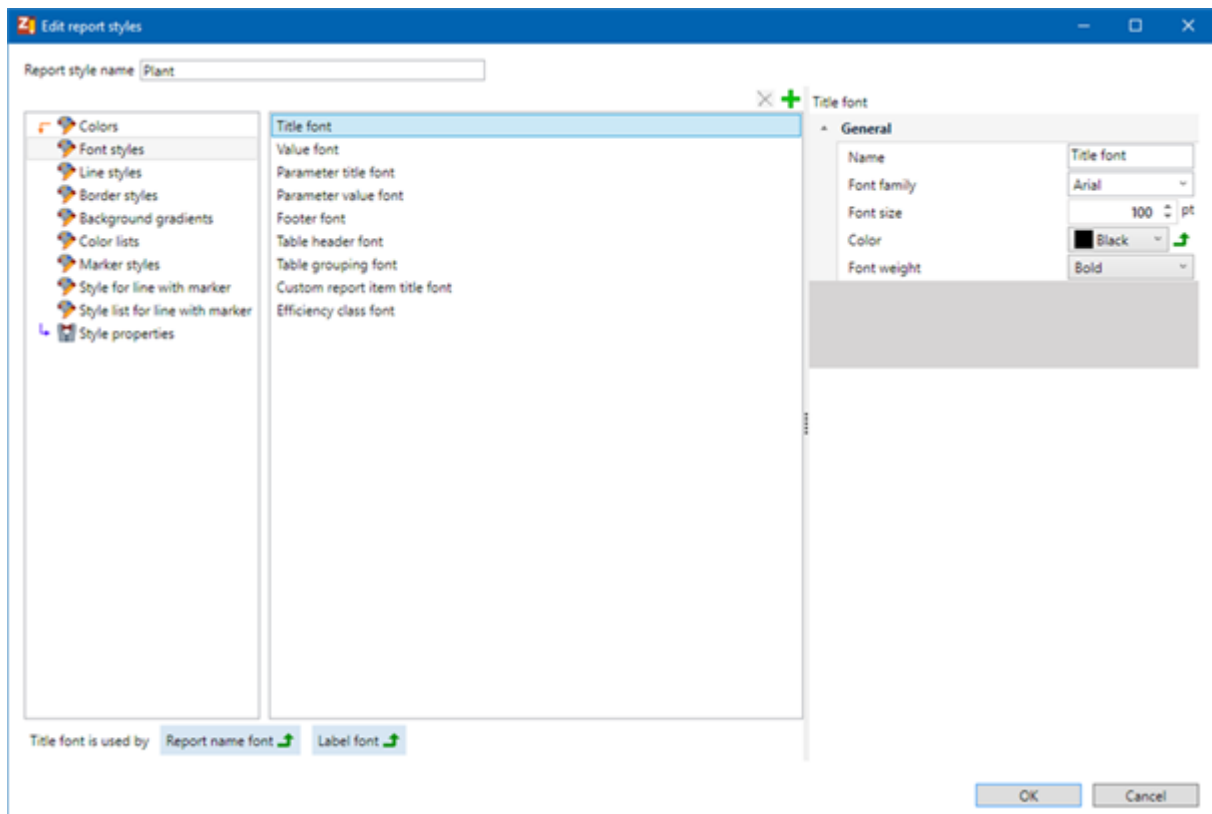 Edit report styles
Report style name Plant
Colors
Font styles
Line styles
Border styles
Background gradients
Color lists
Marker styles
Style for line with marker
Style list for line with marker
Style properties
Title font
Value font
Parameter title font
Parameter value font
Footer font
Table header font
Table grouping font
Custom report item title font
Efficiency class font
Title font
General
Name Title font
Font family Arial
Font size 100 pt
Color Black
Font weight Bold
Title font is used by Report name font Label font
OK Cancel